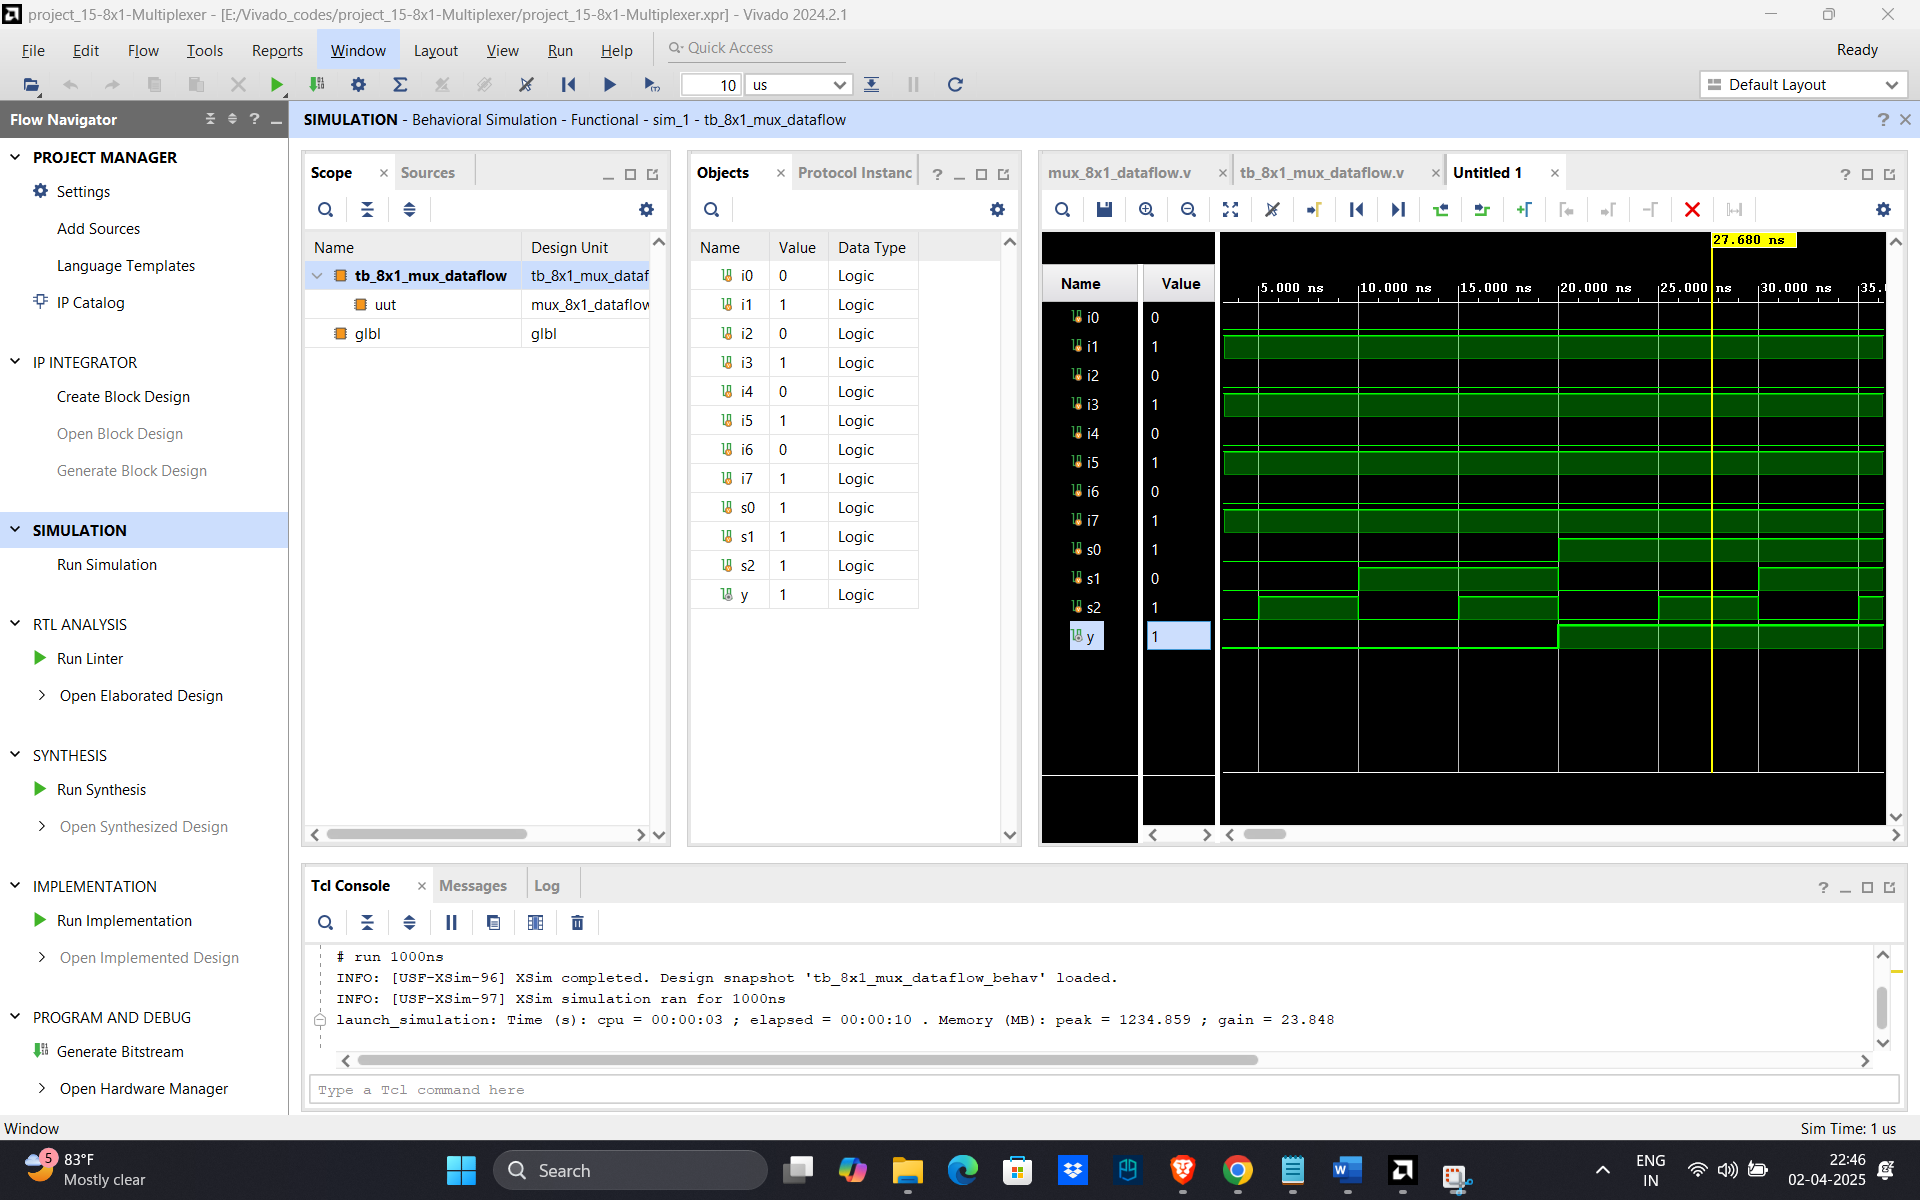 project_15-8x1-Multiplexer - [E:/Vivado_codes/project_15-8x1-Multiplexer/project_15-8x1-Multiplexer.xpr] - Vivado 2024.2.1
File Edit Flow Tools Reports Window Layout View Run Help Quick Access Ready
10 us Default Layout
Flow Navigator
PROJECT MANAGER
Settings
Add Sources
Language Templates
IP Catalog
IP INTEGRATOR
Create Block Design
Open Block Design
Generate Block Design
SIMULATION
Run Simulation
RTL ANALYSIS
Run Linter
Open Elaborated Design
SYNTHESIS
Run Synthesis
Open Synthesized Design
IMPLEMENTATION
Run Implementation
Open Implemented Design
PROGRAM AND DEBUG
Generate Bitstream
Open Hardware Manager
SIMULATION - Behavioral Simulation - Functional - sim_1 - tb_8x1_mux_dataflow
Scope Sources
Name Design Unit
tb_8x1_mux_dataflow tb_8x1_mux_dataf
uut mux_8x1_dataflow
glbl glbl
Objects Protocol Instanc
Name Value Data Type
i0 0 Logic
i1 1 Logic
i2 0 Logic
i3 1 Logic
i4 0 Logic
i5 1 Logic
i6 0 Logic
i7 1 Logic
s0 1 Logic
s1 1 Logic
s2 1 Logic
y 1 Logic
mux_8x1_dataflow.v tb_8x1_mux_dataflow.v Untitled 1
27.680 ns
Name Value
5.000 ns 10.000 ns 15.000 ns 20.000 ns 25.000 ns 30.000 ns 35.
i0 0
i1 1
i2 0
i3 1
i4 0
i5 1
i6 0
i7 1
s0 1
s1 0
s2 1
y 1
Tcl Console Messages Log
# run 1000ns
INFO: [USF-XSim-96] XSim completed. Design snapshot 'tb_8x1_mux_dataflow_behav' loaded.
INFO: [USF-XSim-97] XSim simulation ran for 1000ns
launch_simulation: Time (s): cpu = 00:00:03 ; elapsed = 00:00:10 . Memory (MB): peak = 1234.859 ; gain = 23.848
Type a Tcl command here
Window Sim Time: 1 us
5
83°F
Mostly clear
Search
ENG
IN
22:46
02-04-2025